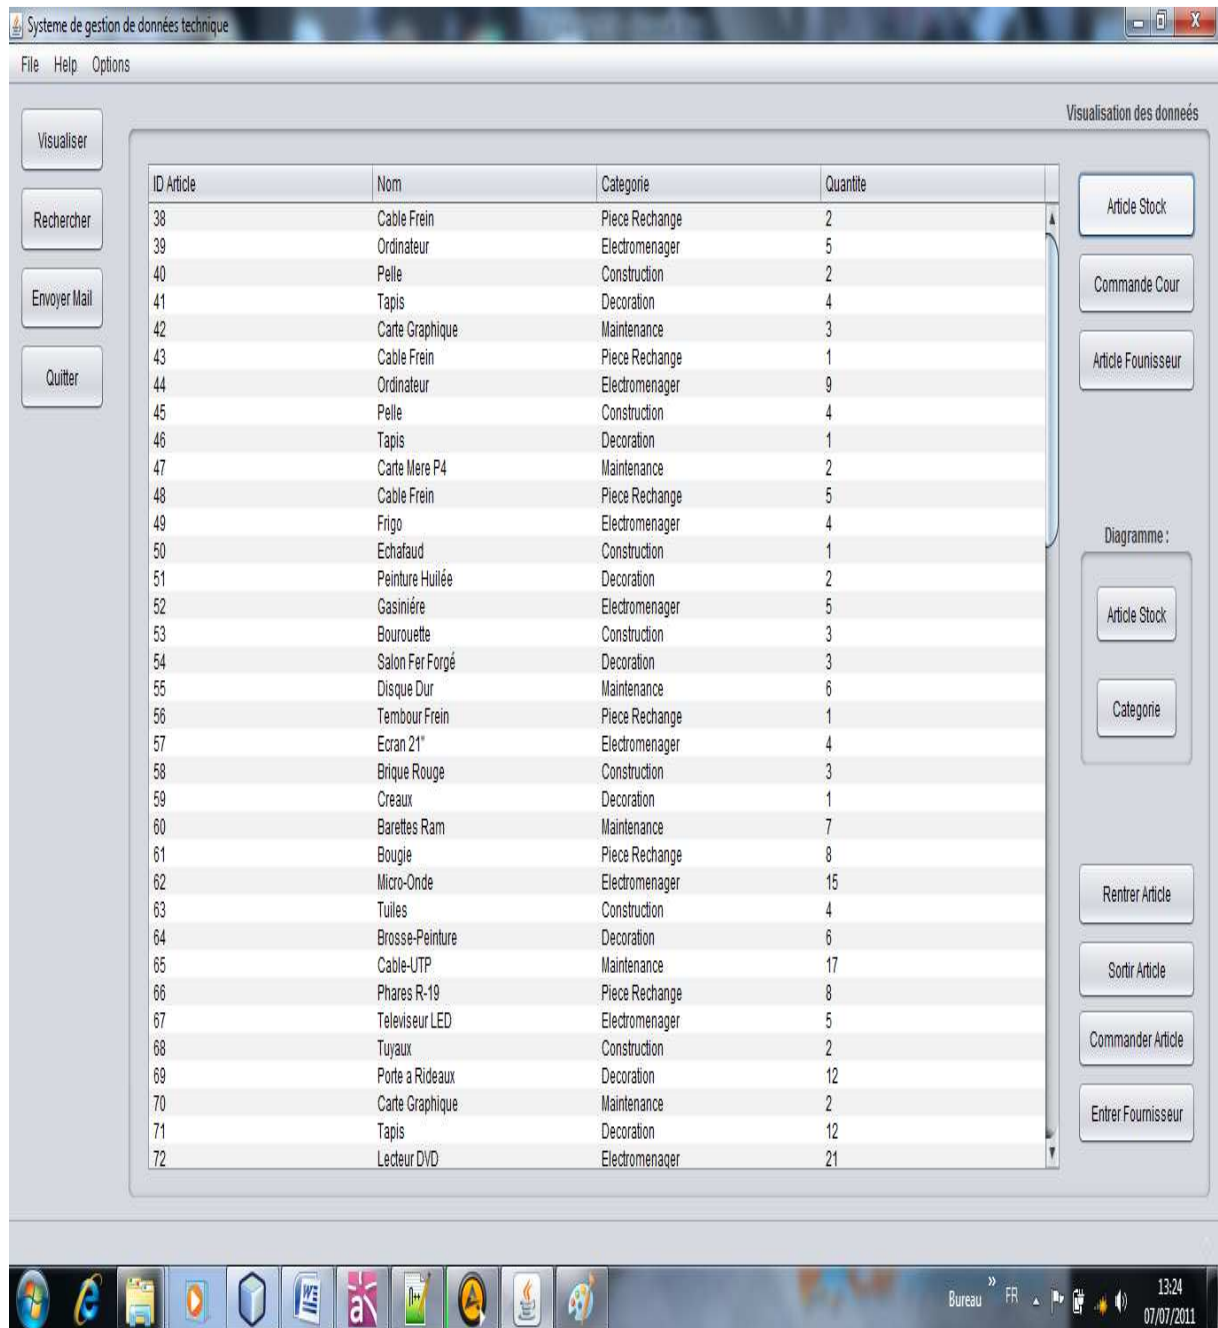 Systeme de gestion de données technique
File Help Options
Visualisation des donneés
Visualiser
Rechercher
Envoyer Mail
Quitter
ID Article Nom Categorie Quantite
38 Cable Frein Piece Rechange 2
39 Ordinateur Electromenager 5
40 Pelle Construction 2
41 Tapis Decoration 4
42 Carte Graphique Maintenance 3
43 Cable Frein Piece Rechange 1
44 Ordinateur Electromenager 9
45 Pelle Construction 4
46 Tapis Decoration 1
47 Carte Mere P4 Maintenance 2
48 Cable Frein Piece Rechange 5
49 Frigo Electromenager 4
50 Echafaud Construction 1
51 Peinture Huilée Decoration 2
52 Gasiniére Electromenager 5
53 Bourouette Construction 3
54 Salon Fer Forgé Decoration 3
55 Disque Dur Maintenance 6
56 Tembour Frein Piece Rechange 1
57 Ecran 21" Electromenager 4
58 Brique Rouge Construction 3
59 Creaux Decoration 1
60 Barettes Ram Maintenance 7
61 Bougie Piece Rechange 8
62 Micro-Onde Electromenager 15
63 Tuiles Construction 4
64 Brosse-Peinture Decoration 6
65 Cable-UTP Maintenance 17
66 Phares R-19 Piece Rechange 8
67 Televiseur LED Electromenager 5
68 Tuyaux Construction 2
69 Porte a Rideaux Decoration 12
70 Carte Graphique Maintenance 2
71 Tapis Decoration 12
72 Lecteur DVD Electromenager 21
Article Stock
Commande Cour
Article Founisseur
Diagramme :
Article Stock
Categorie
Rentrer Article
Sortir Article
Commander Article
Entrer Fournisseur
Bureau » FR 13:24
07/07/2011